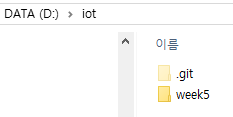 DATA (D:) > iot
이름
.git
week5